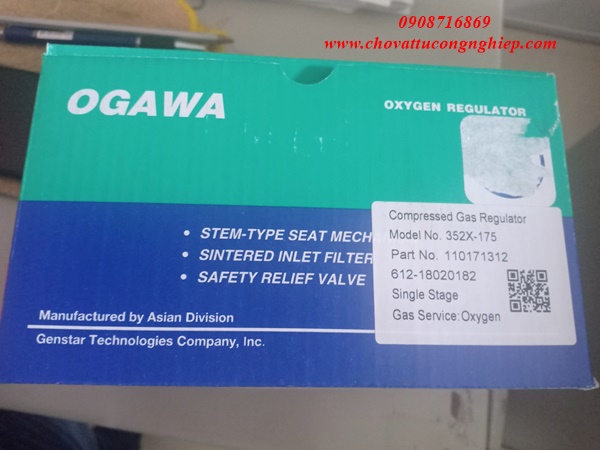 0908716869
www.chovattucongnghiep.com
OGAWA
OXYGEN REGULATOR
• STEM-TYPE SEAT MECH
• SINTERED INLET FILTER
• SAFETY RELIEF VALVE
Compressed Gas Regulator
Model No. 352X-175
Part No. 110171312
612-18020182
Single Stage
Gas Service:Oxygen
Manufactured by Asian Division
Genstar Technologies Company, Inc.